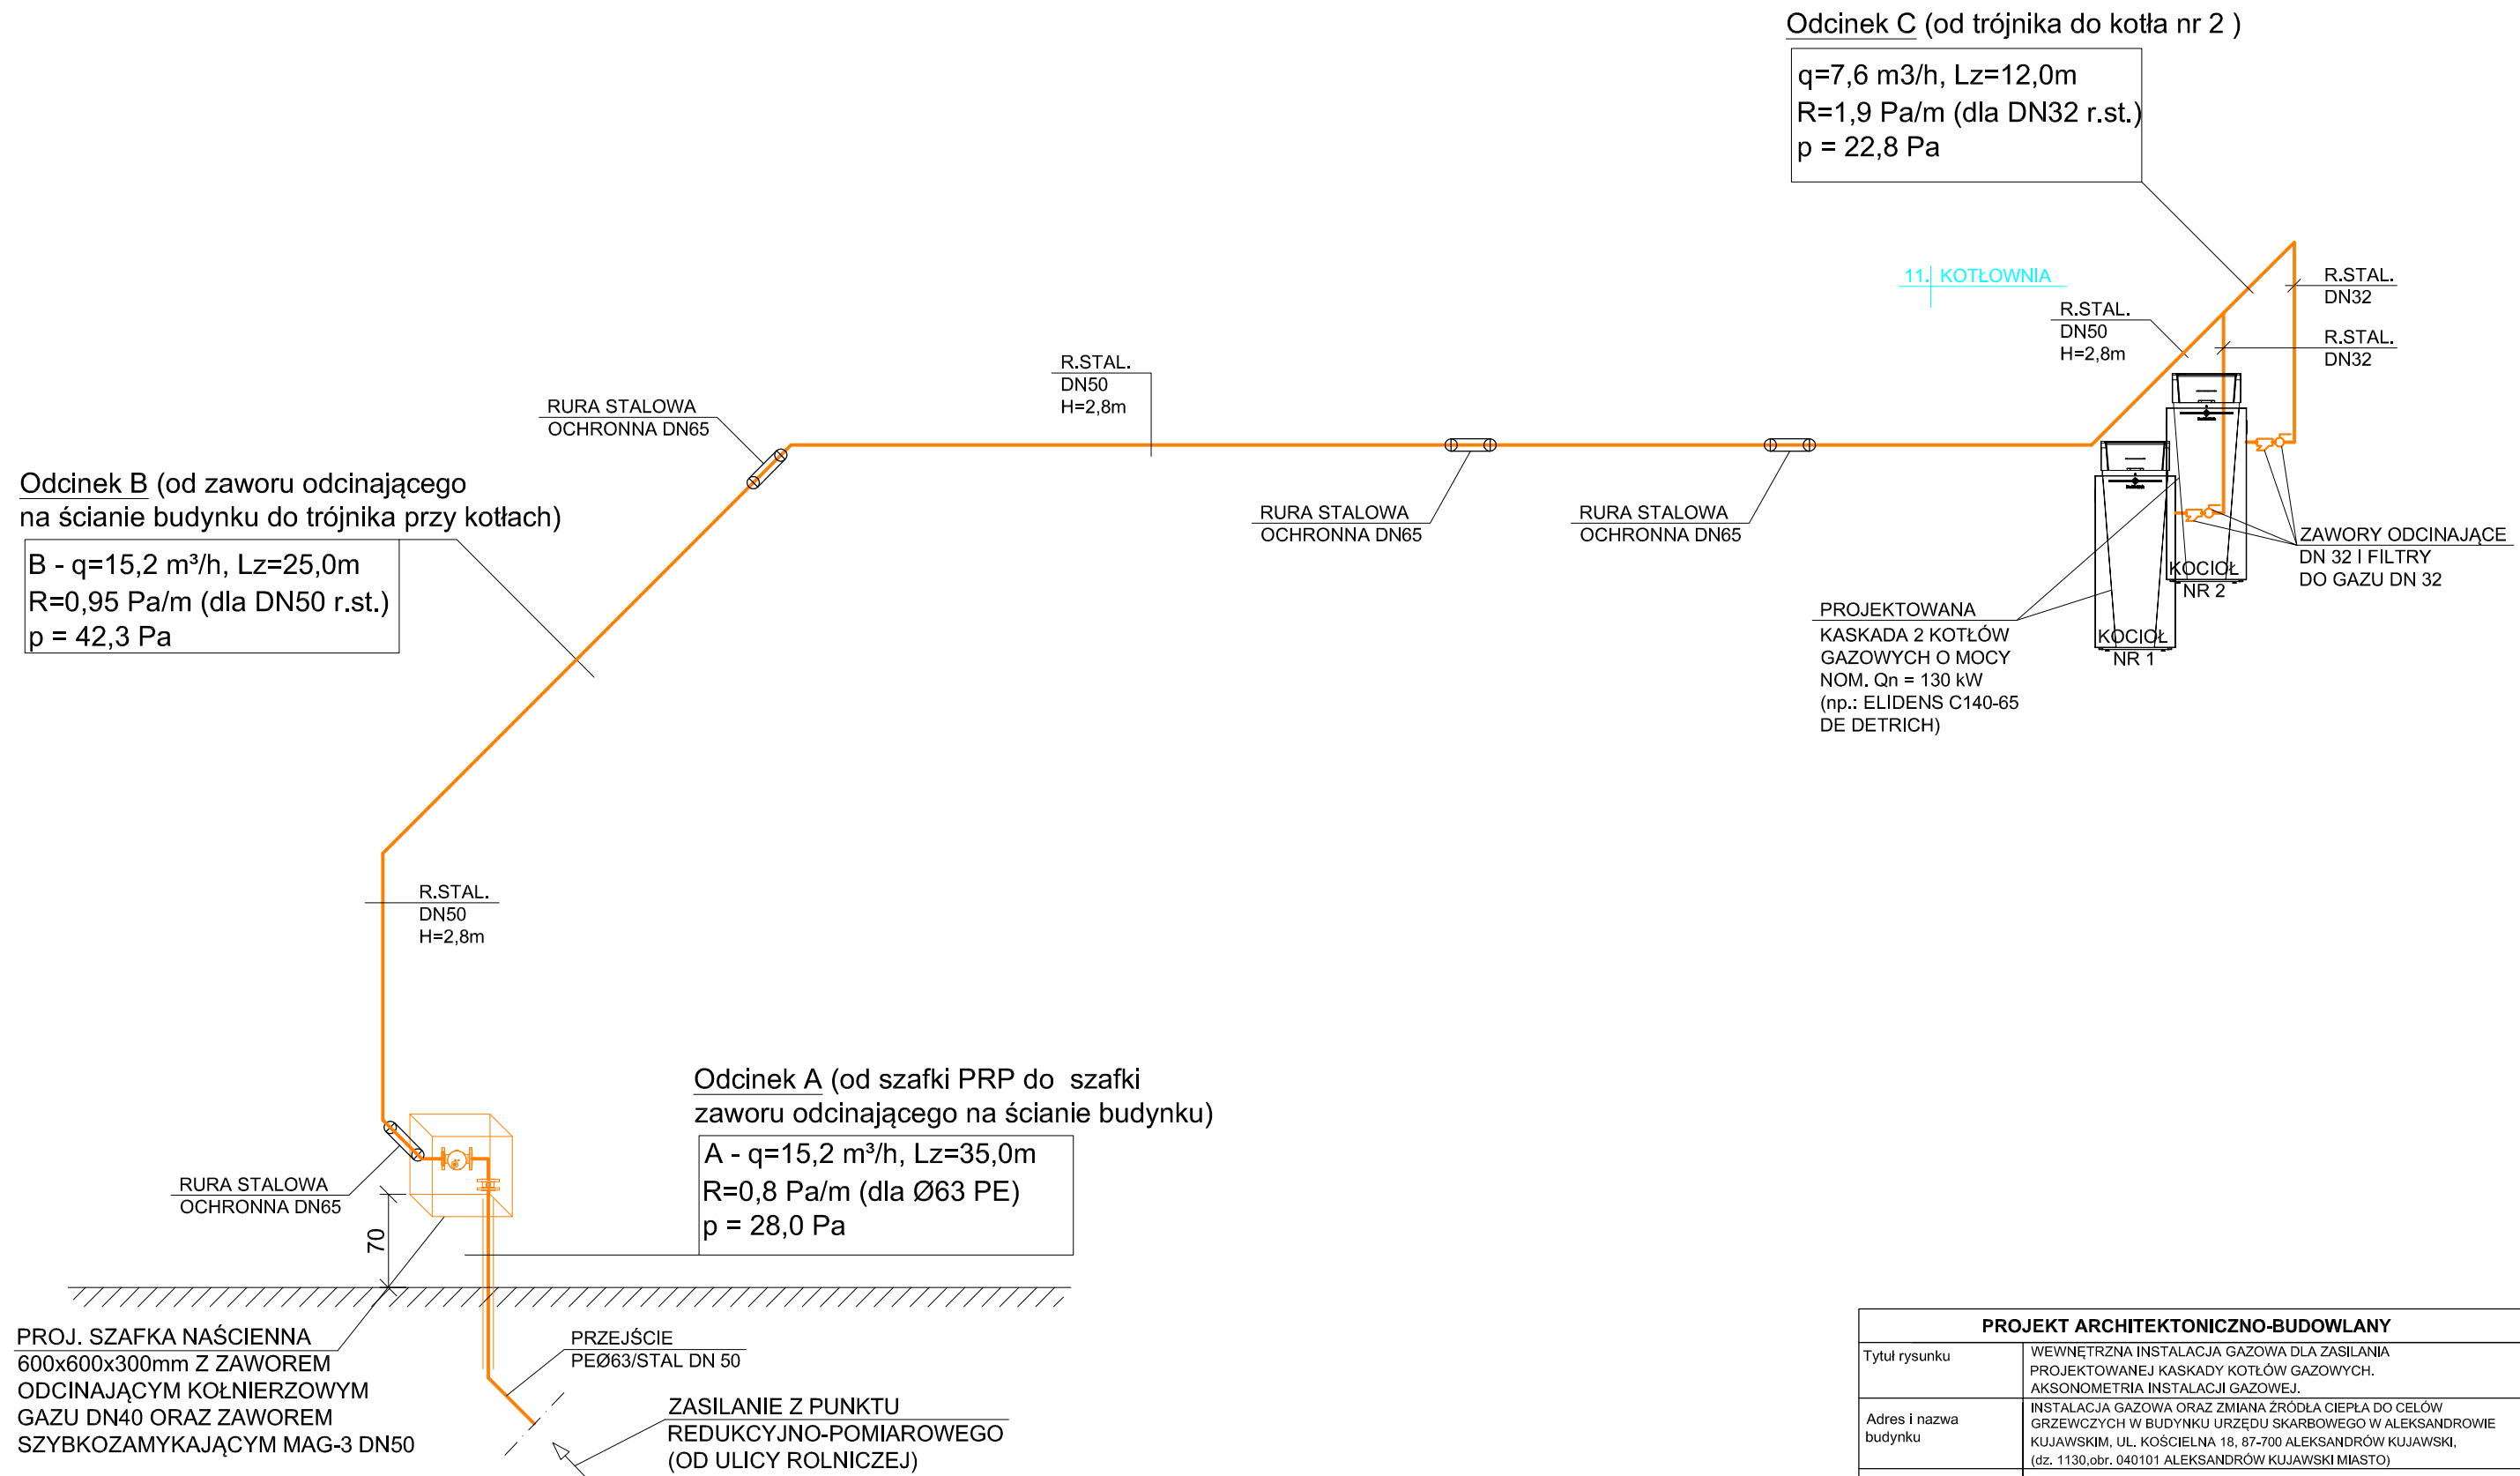 Odcinek C (od trójnika do kotła nr 2 )
q=7,6 m3/h, Lz=12,0m
R=1,9 Pa/m (dla DN32 r.st.)
p = 22,8 Pa
11. KOTŁOWNIA
R.STAL.
DN32
R.STAL.
DN50
H=2,8m
R.STAL.
DN32
R.STAL.
DN50
H=2,8m
RURA STALOWA
OCHRONNA DN65
Odcinek B (od zaworu odcinającego
na ścianie budynku do trójnika przy kotłach)
B - q=15,2 m³/h, Lz=25,0m
R=0,95 Pa/m (dla DN50 r.st.)
p = 42,3 Pa
RURA STALOWA
OCHRONNA DN65
RURA STALOWA
OCHRONNA DN65
ZAWORY ODCINAJĄCE
DN 32 I FILTRY
DO GAZU DN 32
KOCIOŁ
NR 2
KOCIOŁ
NR 1
PROJEKTOWANA
KASKADA 2 KOTŁÓW
GAZOWYCH O MOCY
NOM. Qn = 130 kW
(np.: ELIDENS C140-65
DE DETRICH)
R.STAL.
DN50
H=2,8m
Odcinek A (od szafki PRP do szafki
zaworu odcinającego na ścianie budynku)
A - q=15,2 m³/h, Lz=35,0m
R=0,8 Pa/m (dla Ø63 PE)
p = 28,0 Pa
RURA STALOWA
OCHRONNA DN65
70
PROJ. SZAFKA NAŚCIENNA
600x600x300mm Z ZAWOREM
ODCINAJĄCYM KOŁNIERZOWYM
GAZU DN40 ORAZ ZAWOREM
SZYBKOZAMYKAJĄCYM MAG-3 DN50
PRZEJŚCIE
PEØ63/STAL DN 50
ZASILANIE Z PUNKTU
REDUKCYJNO-POMIAROWEGO
(OD ULICY ROLNICZEJ)
PROJEKT ARCHITEKTONICZNO-BUDOWLANY
Tytuł rysunku
WEWNĘTRZNA INSTALACJA GAZOWA DLA ZASILANIA
PROJEKTOWANEJ KASKADY KOTŁÓW GAZOWYCH.
AKSONOMETRIA INSTALACJI GAZOWEJ.
Adres i nazwa
budynku
INSTALACJA GAZOWA ORAZ ZMIANA ŹRÓDŁA CIEPŁA DO CELÓW
GRZEWCZYCH W BUDYNKU URZĘDU SKARBOWEGO W ALEKSANDROWIE
KUJAWSKIM, UL. KOŚCIELNA 18, 87-700 ALEKSANDRÓW KUJAWSKI,
(dz. 1130,obr. 040101 ALEKSANDRÓW KUJAWSKI MIASTO)